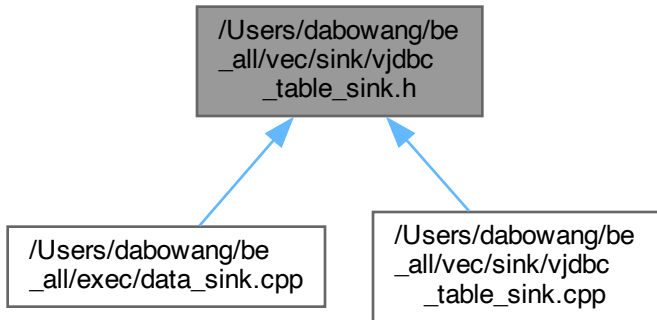 /Users/dabowang/be
_all/vec/sink/vjdbc
_table_sink.h
/Users/dabowang/be
_all/exec/data_sink.cpp
/Users/dabowang/be
_all/vec/sink/vjdbc
_table_sink.cpp